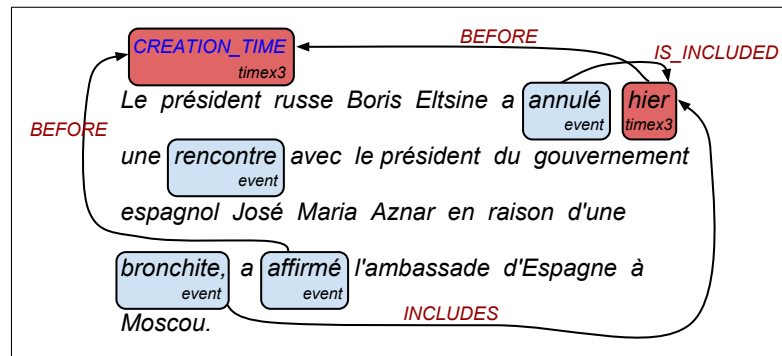 BEFORE
CREATION_TIME
IS_INCLUDED
timex3
Le président russe Boris Eltsine a annulé hier
event timex3
BEFORE
une rencontre avec le président du gouvernement
event
espagnol José Maria Aznar en raison d'une
bronchite, a affirmé l'ambassade d'Espagne à
event event
INCLUDES
Moscou.